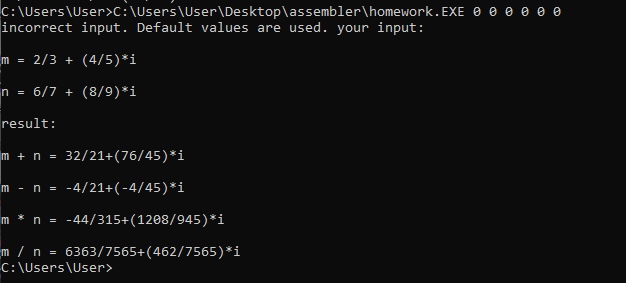 C:\Users\User>C:\Users\User\Desktop\assembler\homework.EXE 0 0 0 0 0 0
incorrect input. Default values are used. your input:
m = 2/3 + (4/5)*i
n = 6/7 + (8/9)*i
result:
m + n = 32/21+(76/45)*i
m - n = -4/21+(-4/45)*i
m * n = -44/315+(1208/945)*i
m / n = 6363/7565+(462/7565)*i
C:\Users\User>